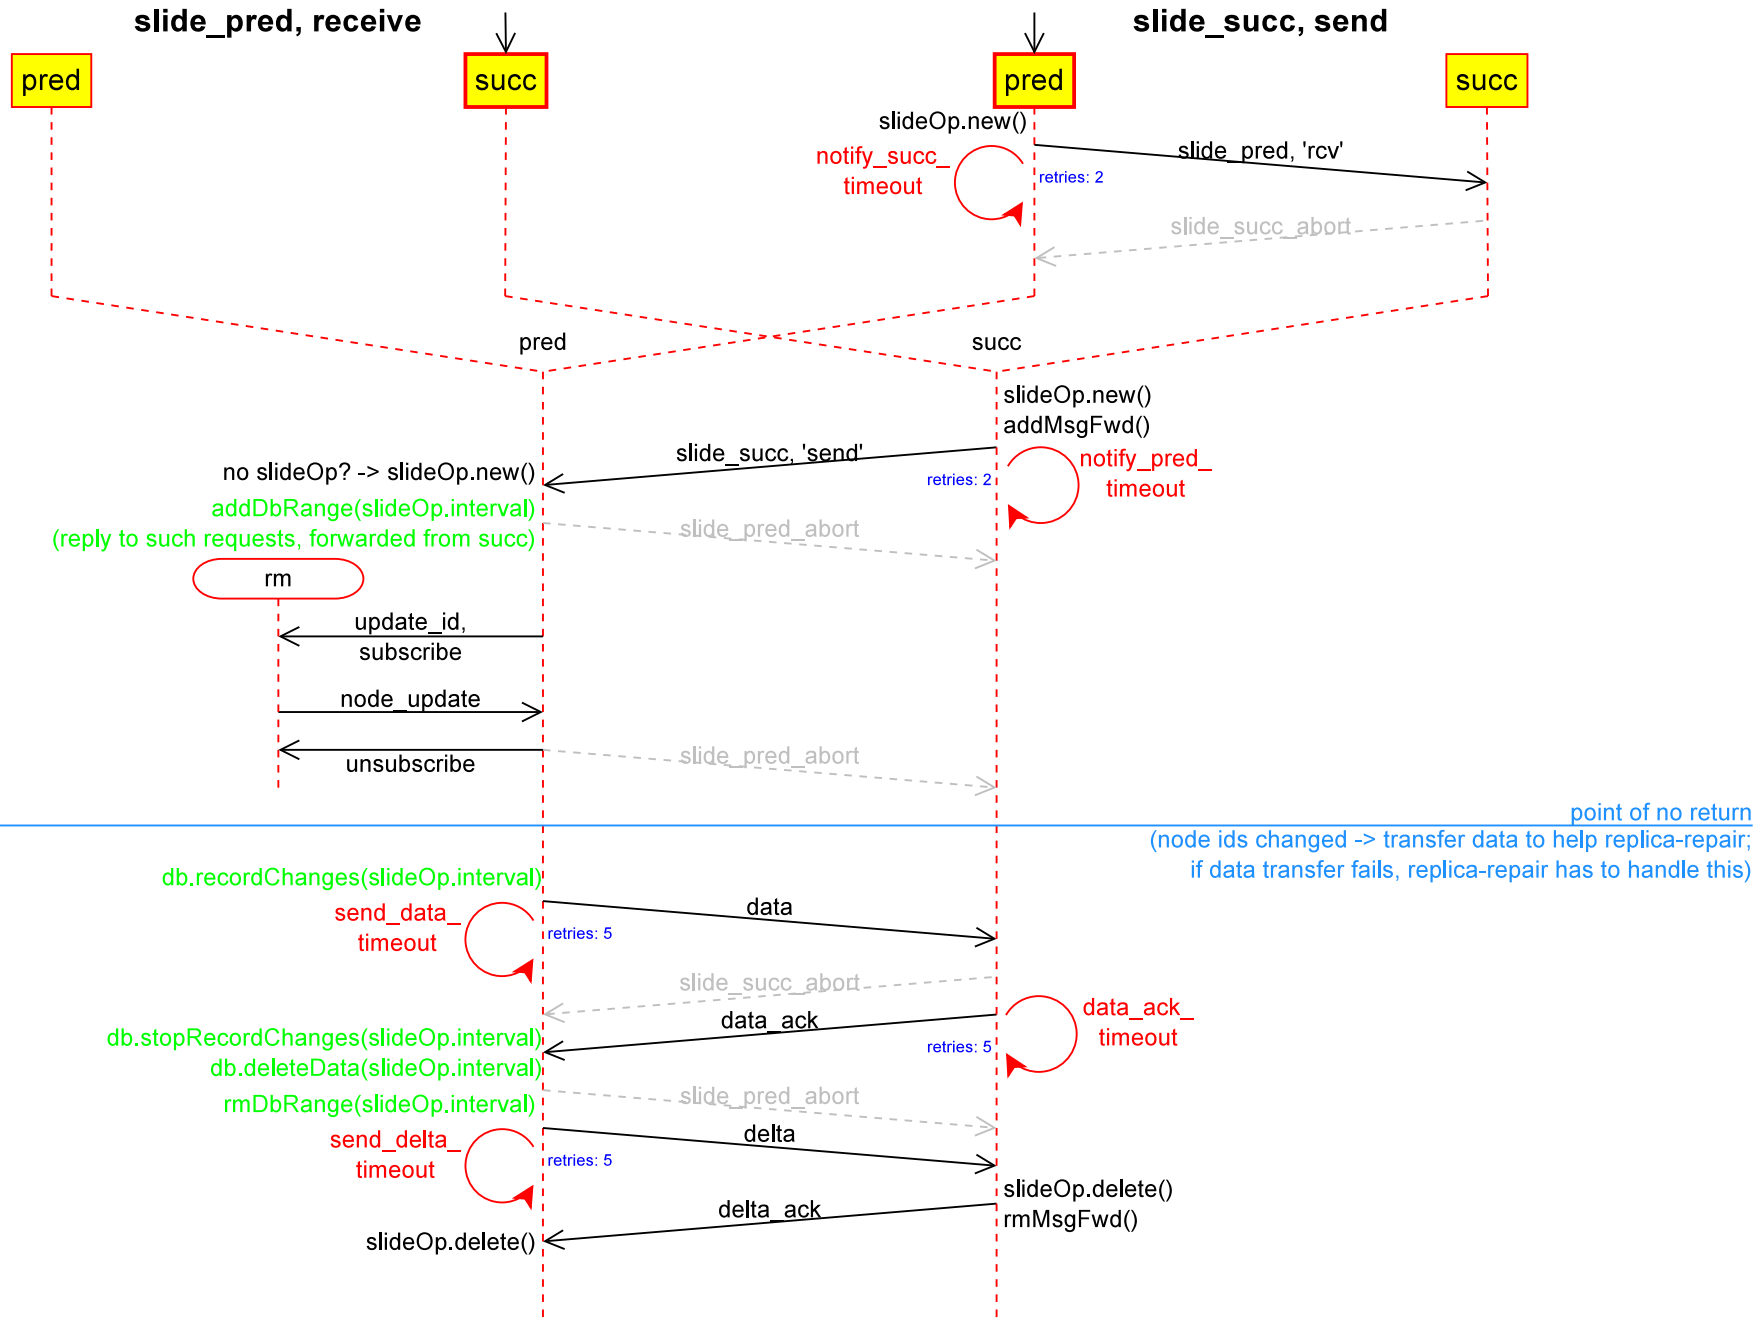 slide_pred, receive
slide_succ, send
pred
succ
pred
succ
slideOp.new()
notify_succ_
timeout
retries: 2
slide_pred, 'rcv'
slide_succ_abort
pred
succ
slideOp.new()
addMsgFwd()
slide_succ, 'send'
notify_pred_
timeout
retries: 2
no slideOp? -> slideOp.new()
addDbRange(slideOp.interval)
(reply to such requests, forwarded from succ)
slide_pred_abort
rm
update_id,
subscribe
node_update
unsubscribe
slide_pred_abort
point of no return
(node ids changed -> transfer data to help replica-repair;
if data transfer fails, replica-repair has to handle this)
db.recordChanges(slideOp.interval)
send_data_
timeout
retries: 5
data
slide_succ_abort
data_ack
data_ack_
timeout
retries: 5
db.stopRecordChanges(slideOp.interval)
db.deleteData(slideOp.interval)
rmDbRange(slideOp.interval)
slide_pred_abort
send_delta_
timeout
retries: 5
delta
slideOp.delete()
rmMsgFwd()
delta_ack
slideOp.delete()